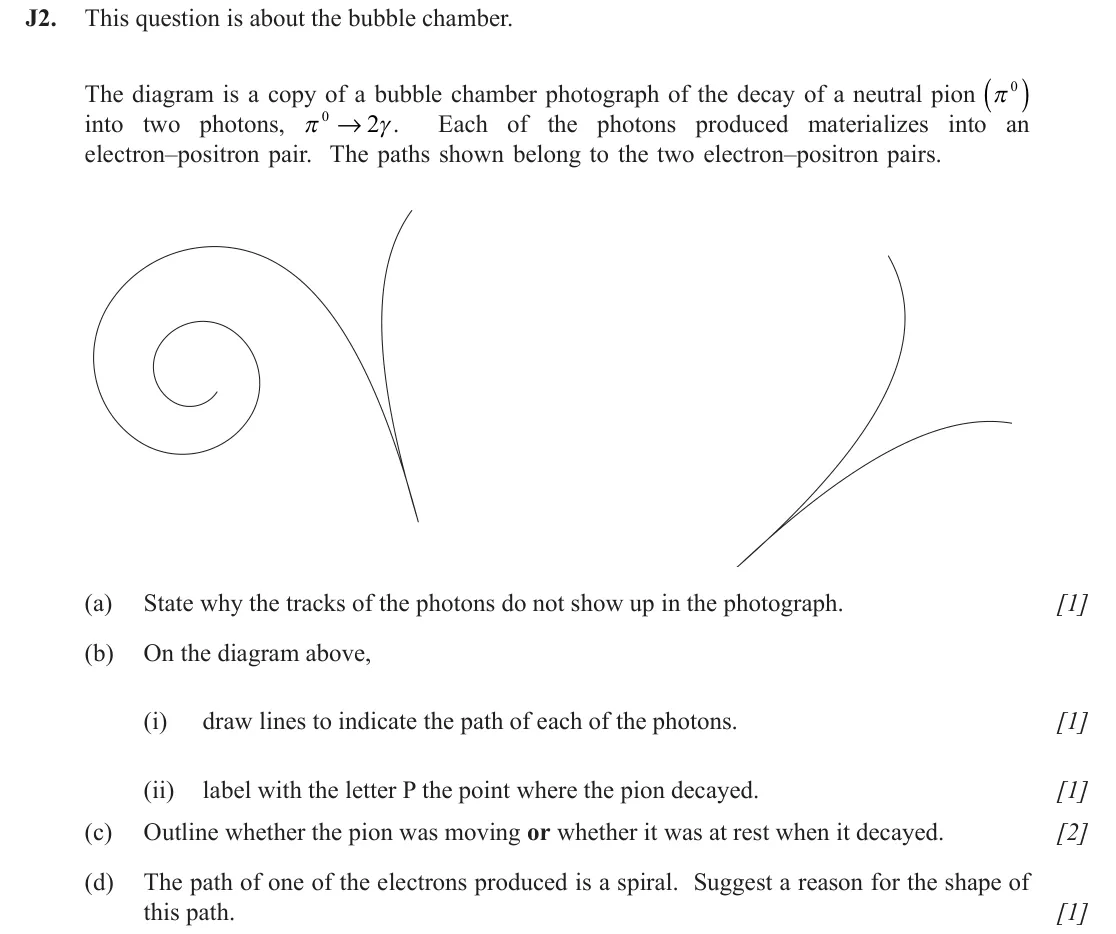 J2. This question is about the bubble chamber.
The diagram is a copy of a bubble chamber photograph of the decay of a neutral pion (π⁰)
into two photons, π⁰ → 2γ. Each of the photons produced materializes into an
electron–positron pair. The paths shown belong to the two electron–positron pairs.
(a) State why the tracks of the photons do not show up in the photograph. [1]
(b) On the diagram above,
(i) draw lines to indicate the path of each of the photons. [1]
(ii) label with the letter P the point where the pion decayed. [1]
(c) Outline whether the pion was moving or whether it was at rest when it decayed. [2]
(d) The path of one of the electrons produced is a spiral. Suggest a reason for the shape of
this path. [1]